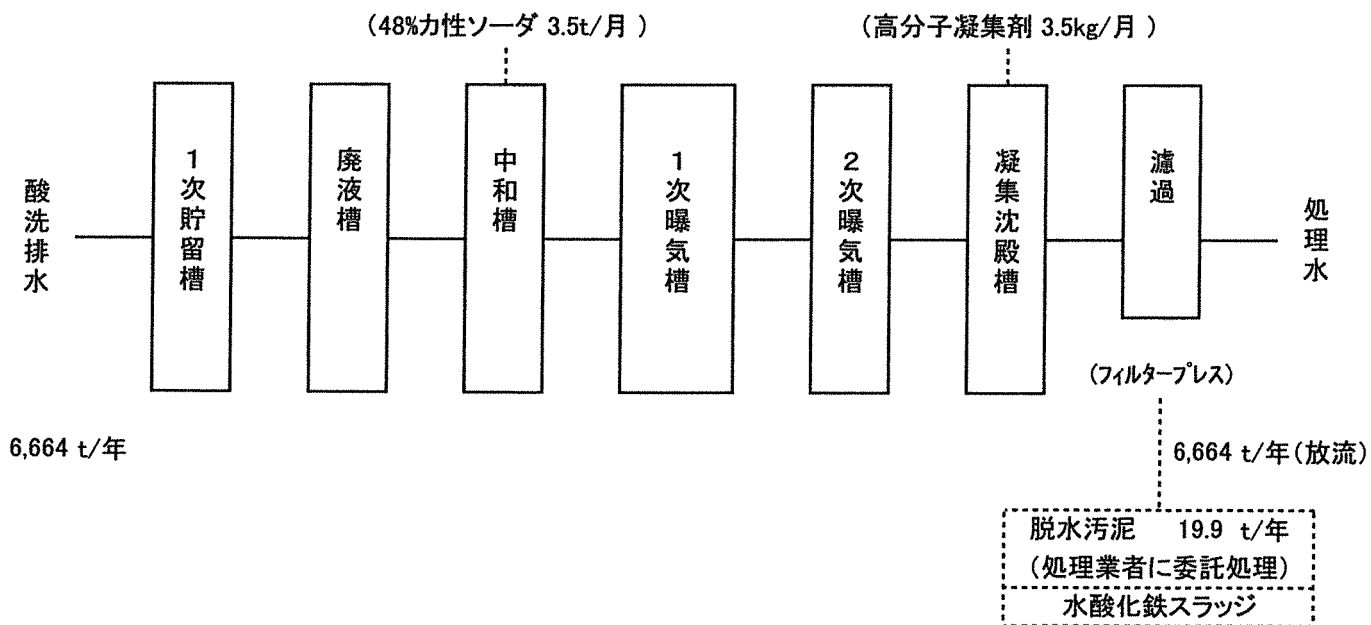 (48%力性ソーダ 3.5t/月 )
(高分子凝集剤 3.5kg/月 )
酸洗排水
1次貯留槽
廃液槽
中和槽
1次曝気槽
2次曝気槽
凝集沈殿槽
濾過
処理水
(フィルタープレス)
6,664 t/年
6,664 t/年(放流)
脱水汚泥 19.9 t/年
(処理業者に委託処理)
水酸化鉄スラッジ